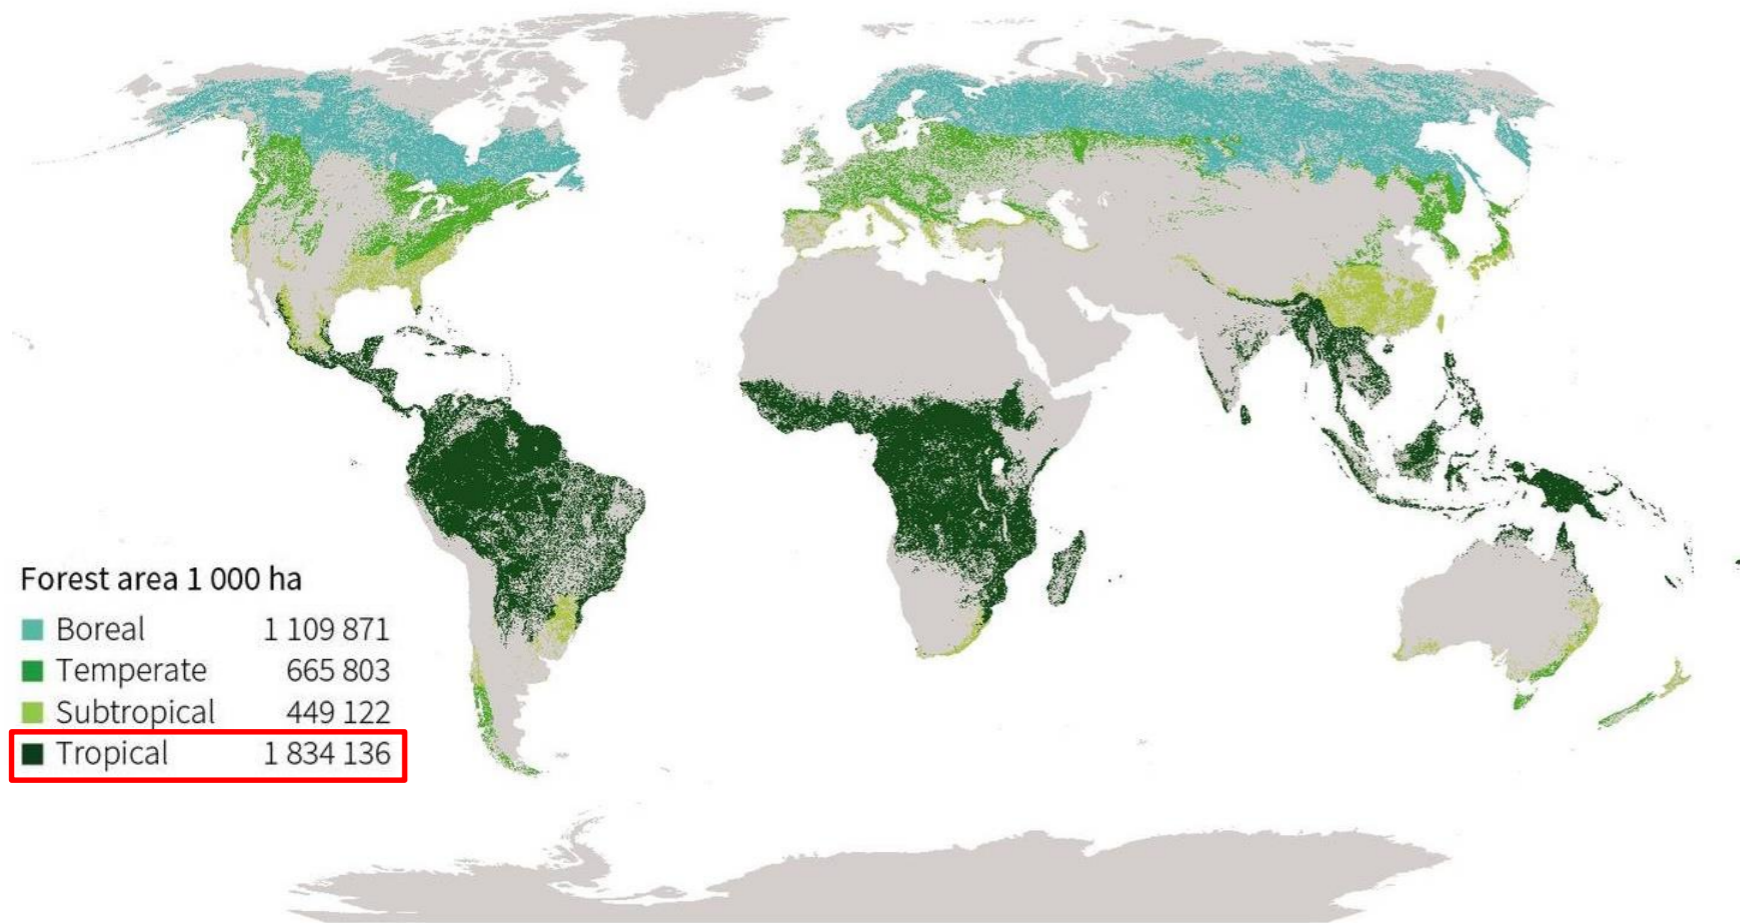 Forest area 1 000 ha
Boreal 1 109 871
Temperate 665 803
Subtropical 449 122
Tropical 1 834 136